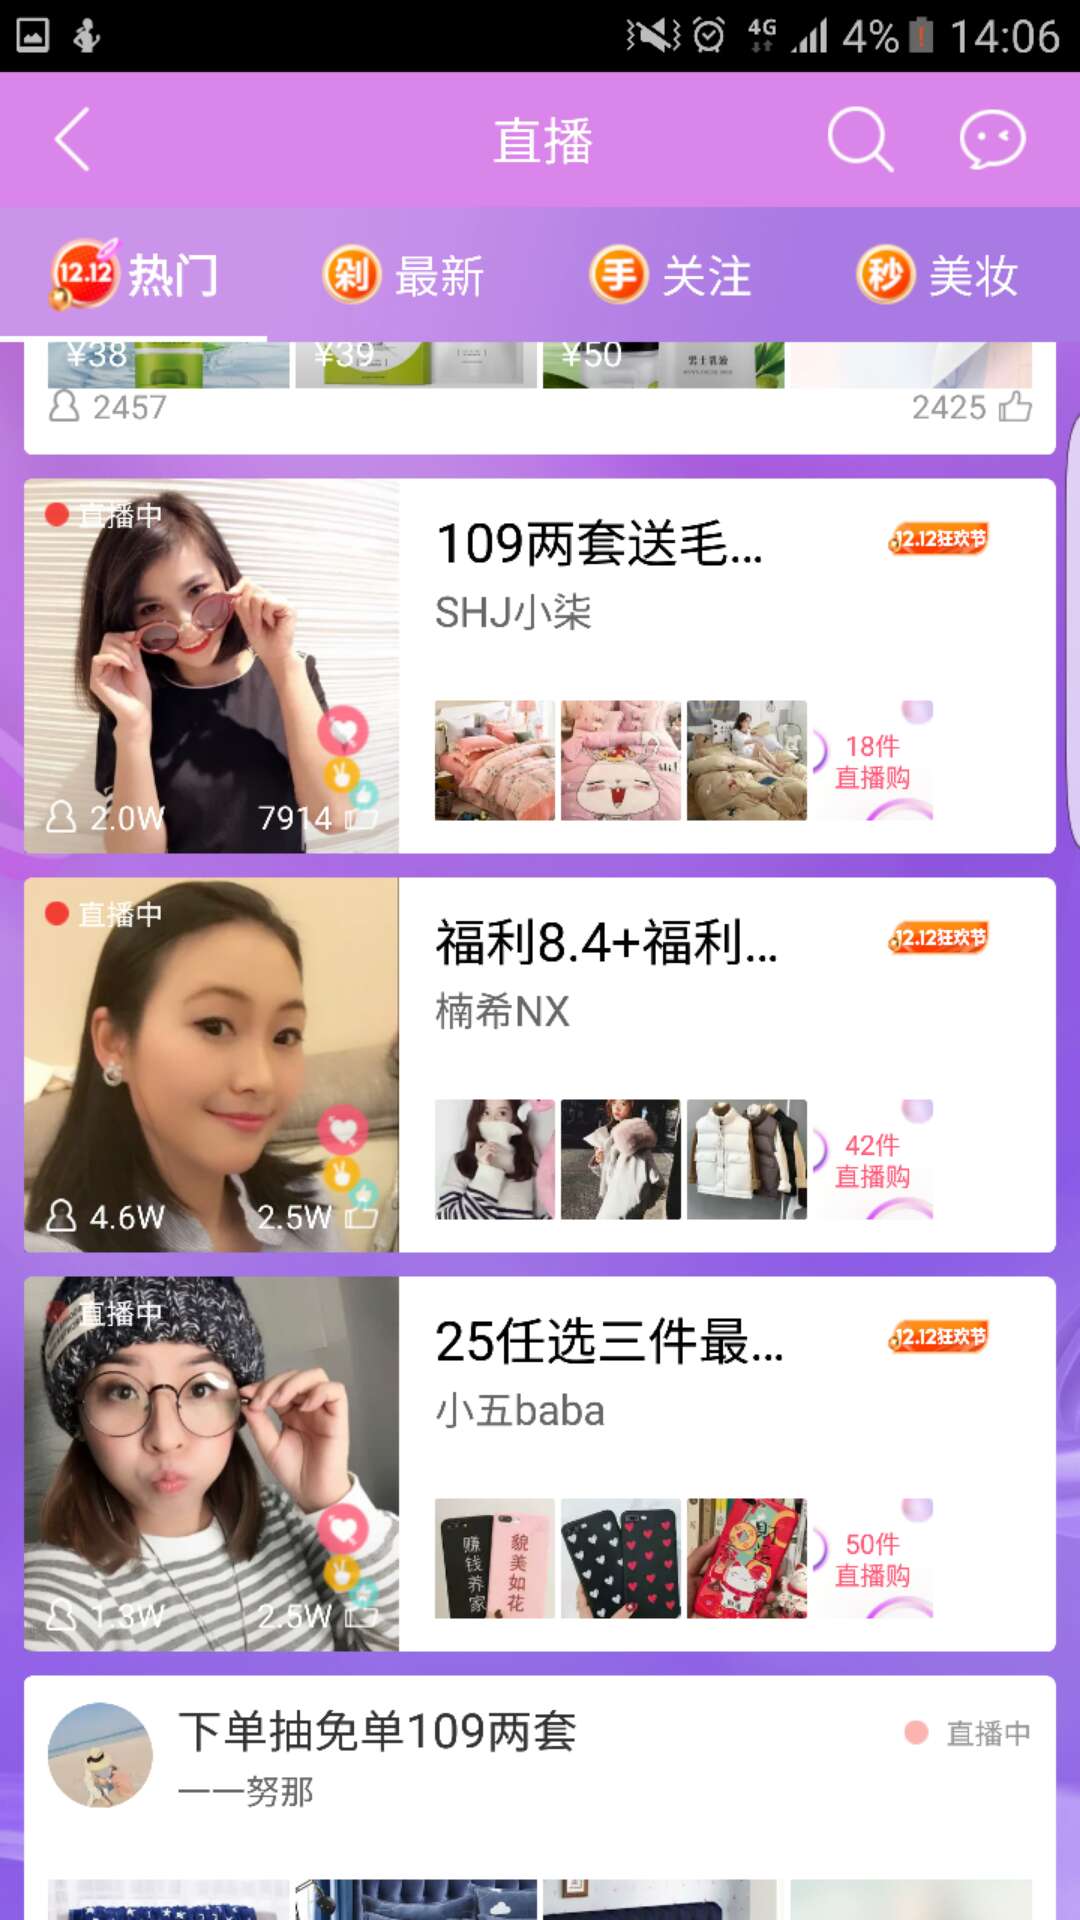 4G 4% 14:06
直播
12.12 热门 剁 最新 手 关注 秒 美妆
¥38 ¥39 ¥50
男士乳液
2457 2425
直播中
109两套送毛...
12.12狂欢节
SHJ小柒
18件
直播购
2.0W 7914
直播中
福利8.4+福利...
12.12狂欢节
楠希NX
42件
直播购
4.6W 2.5W
直播中
25任选三件最...
12.12狂欢节
小五baba
赚钱养家
貌美如花
50件
直播购
1.3W 2.5W
下单抽免单109两套
直播中
一一努那